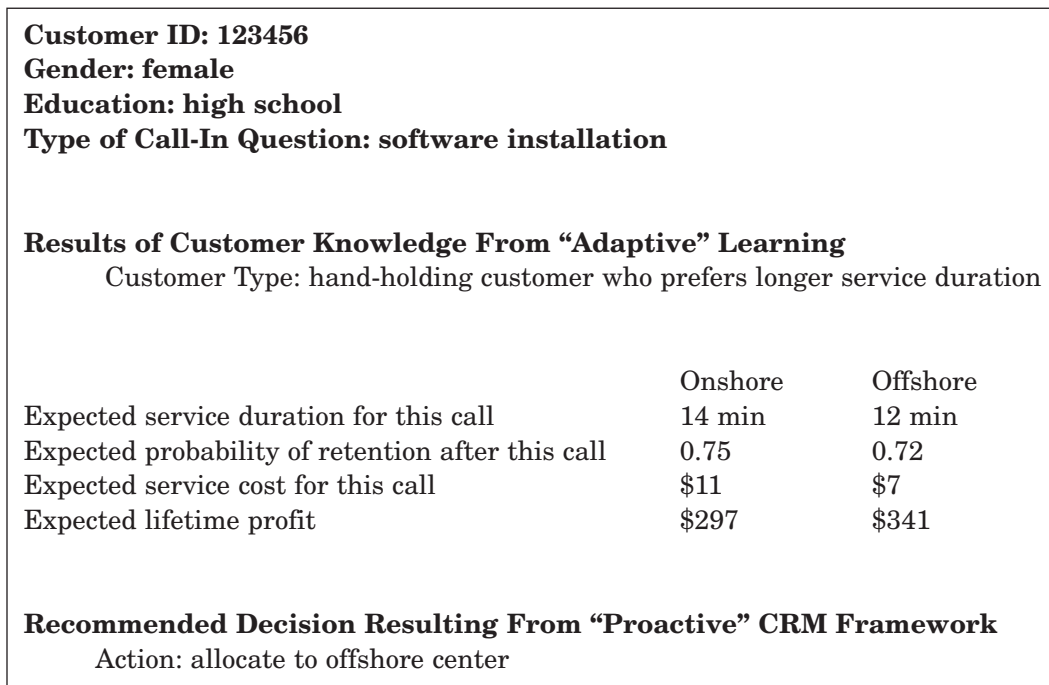 Customer ID: 123456
Gender: female
Education: high school
Type of Call-In Question: software installation
Results of Customer Knowledge From “Adaptive” Learning
Customer Type: hand-holding customer who prefers longer service duration
Onshore Offshore
Expected service duration for this call 14 min 12 min
Expected probability of retention after this call 0.75 0.72
Expected service cost for this call $11 $7
Expected lifetime profit $297 $341
Recommended Decision Resulting From “Proactive” CRM Framework
Action: allocate to offshore center